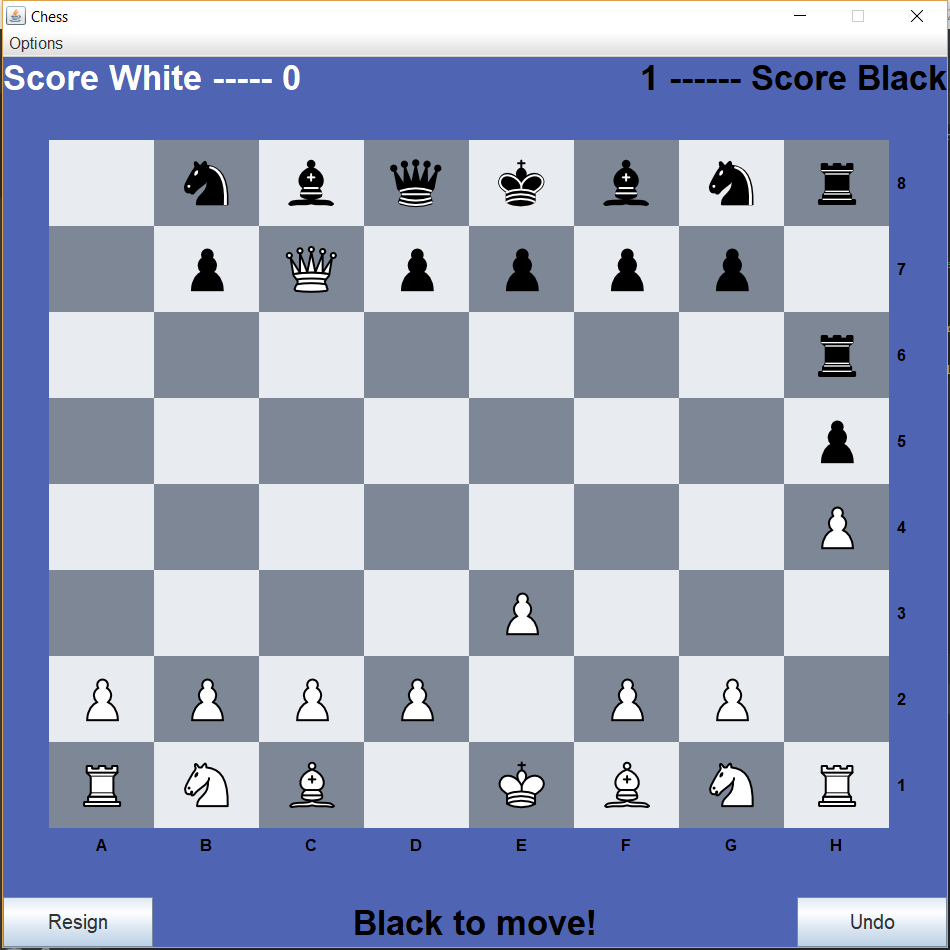 Chess
Options
Score White ----- 0
1 ------ Score Black
8
7
6
5
4
3
2
1
A B C D E F G H
Resign
Black to move!
Undo